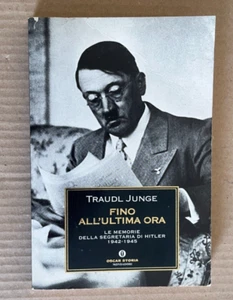 TRAUDL JUNGE
FINO
ALL'ULTIMA ORA
LE MEMORIE
DELLA SEGRETARIA DI HITLER
1942-1945
OSCAR STORIA
MONDADORI